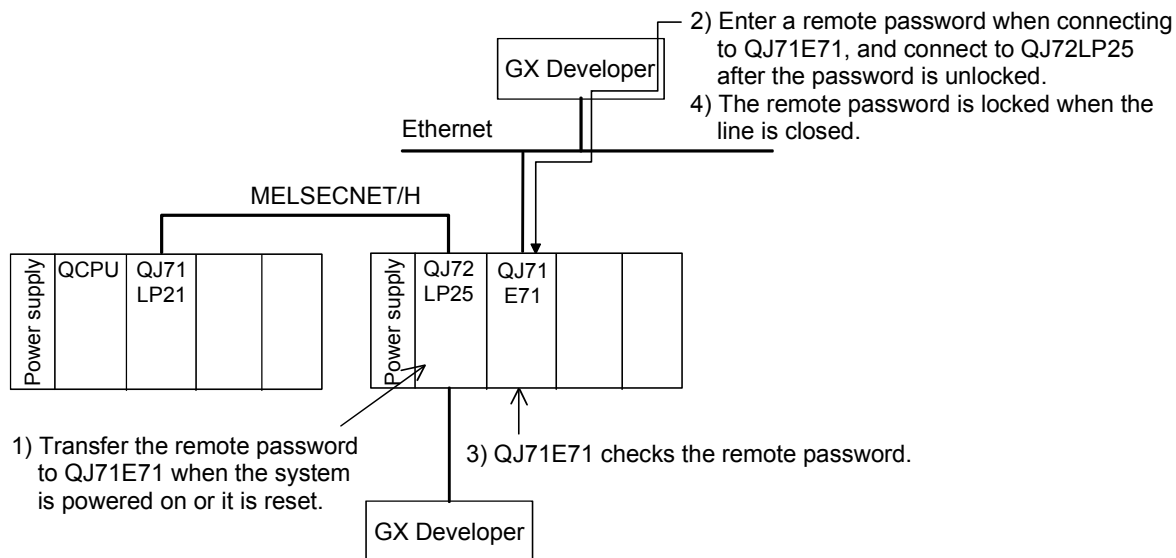 2) Enter a remote password when connecting
to QJ71E71, and connect to QJ72LP25
after the password is unlocked.
4) The remote password is locked when the
line is closed.
GX Developer
Ethernet
MELSECNET/H
Power supply
QCPU
QJ71
LP21
Power supply
QJ72
LP25
QJ71
E71
1) Transfer the remote password
to QJ71E71 when the system
is powered on or it is reset.
3) QJ71E71 checks the remote password.
GX Developer